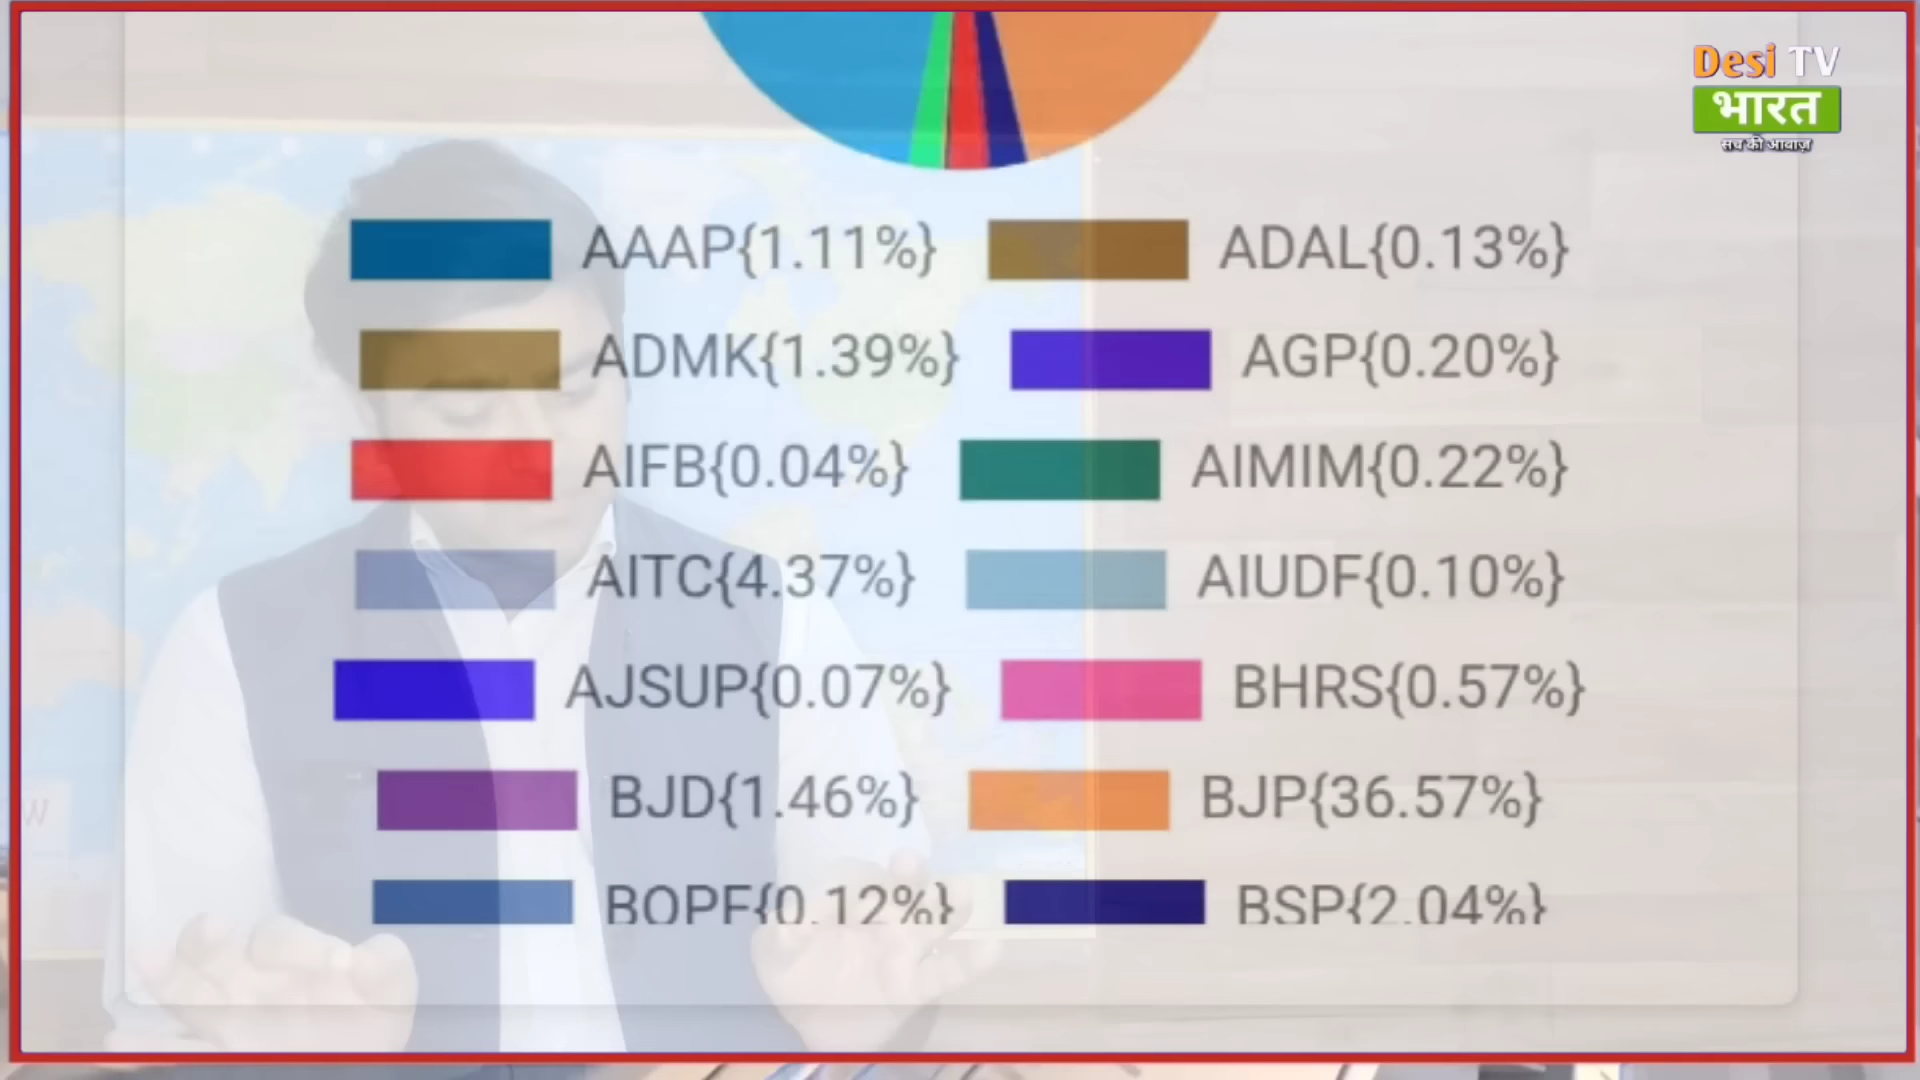 Desi TV
भारत
सच की आवाज़
AAAP{1.11%} ADAL{0.13%}
ADMK{1.39%} AGP{0.20%}
AIFB{0.04%} AIMIM{0.22%}
AITC{4.37%} AIUDF{0.10%}
AJSUP{0.07%} BHRS{0.57%}
BJD{1.46%} BJP{36.57%}
BOPF{0.12%} BSP{2.04%}
W